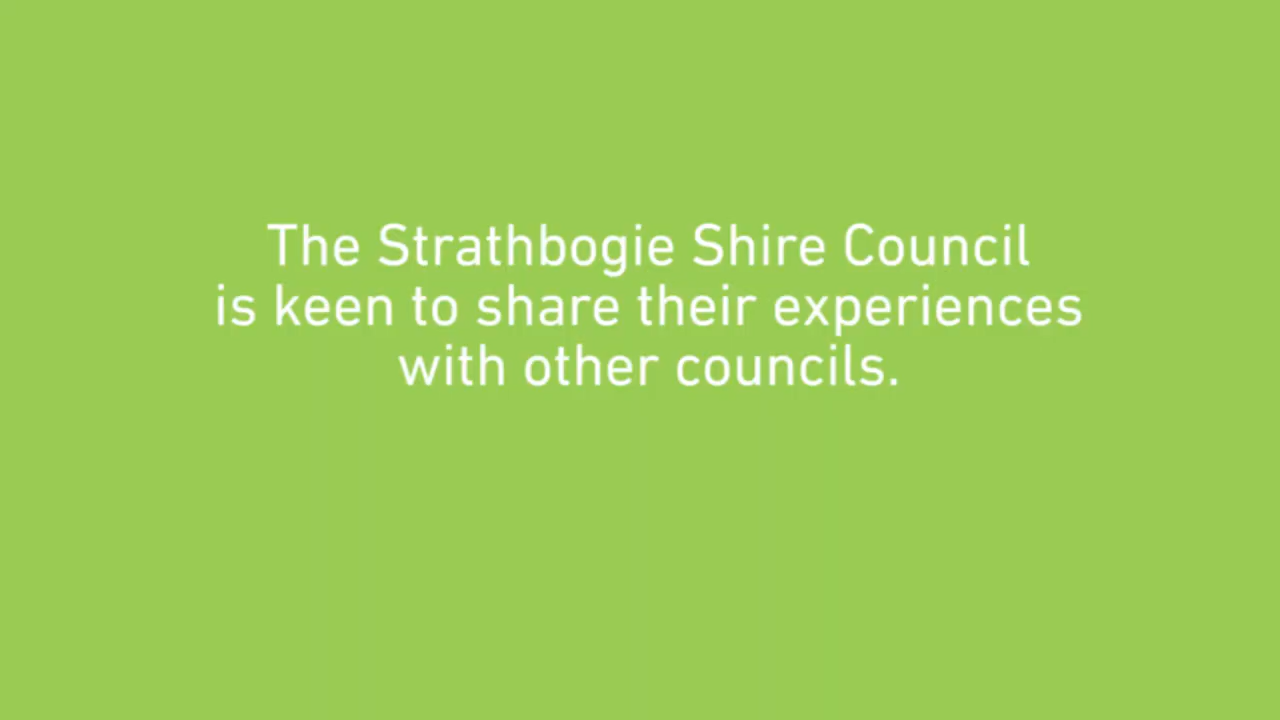 The Strathbogie Shire Council
is keen to share their experiences
with other councils.